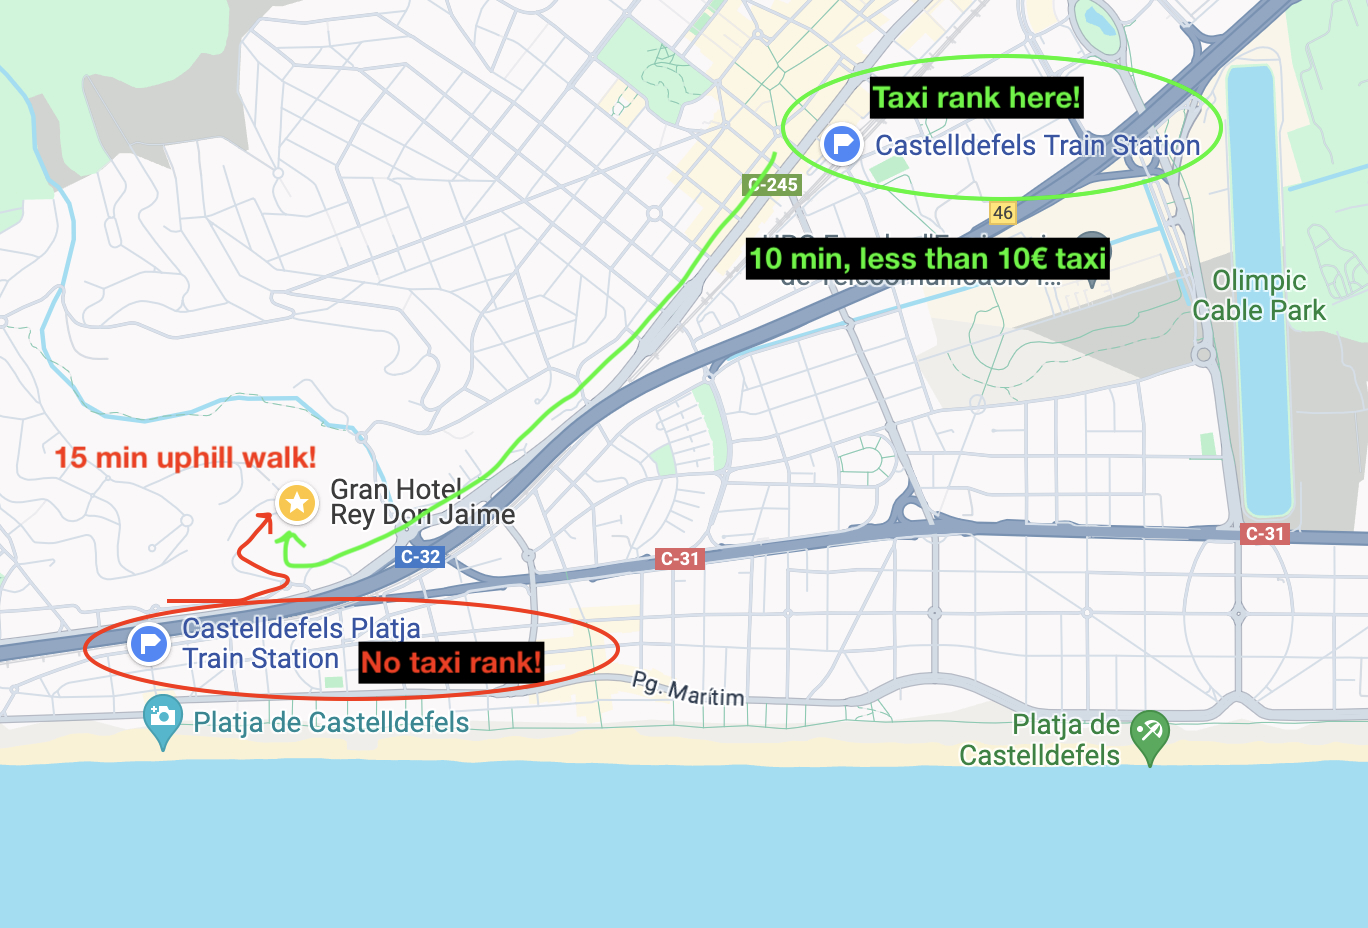 Taxi rank here!
Castelldefels Train Station
C-245
46
10 min, less than 10€ taxi
Olimpic
Cable Park
15 min uphill walk!
Gran Hotel
Rey Don Jaime
C-32
C-31
C-31
Castelldefels Platja
Train Station
No taxi rank!
Pg. Marítim
Platja de Castelldefels
Platja de
Castelldefels